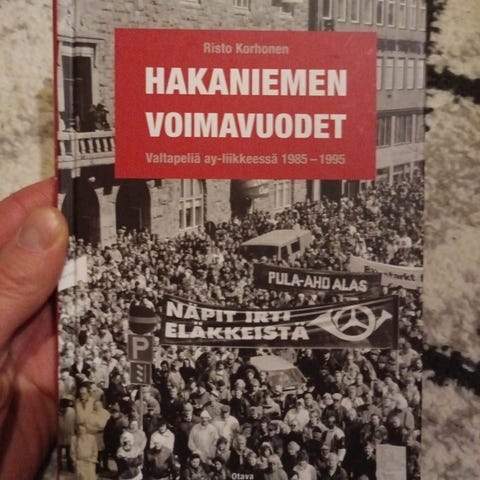 Risto Korhonen
HAKANIEMEN
VOIMAVUODET
Valtapeliä ay-liikkeessä 1985–1995
PULA-AHO ALAS
NÄPIT IRTI
ELÄKKEISTÄ
P
Otava